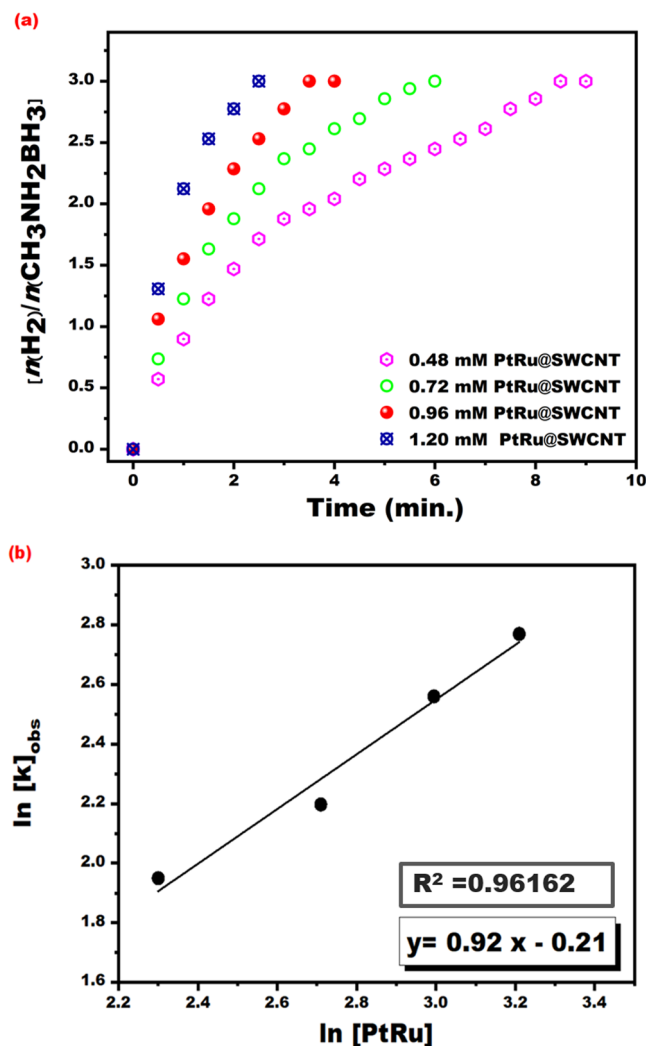 (a)
[n(H2)/n(CH3NH2BH3]
3.0
2.5
2.0
1.5
1.0
0.5
0.0
0.48 mM PtRu@SWCNT
0.72 mM PtRu@SWCNT
0.96 mM PtRu@SWCNT
1.20 mM PtRu@SWCNT
0 2 4 6 8 10
Time (min.)
(b)
ln [k]obs
3.0
2.8
2.6
2.4
2.2
2.0
1.8
1.6
R² =0.96162
y= 0.92 x - 0.21
2.2 2.4 2.6 2.8 3.0 3.2 3.4
ln [PtRu]